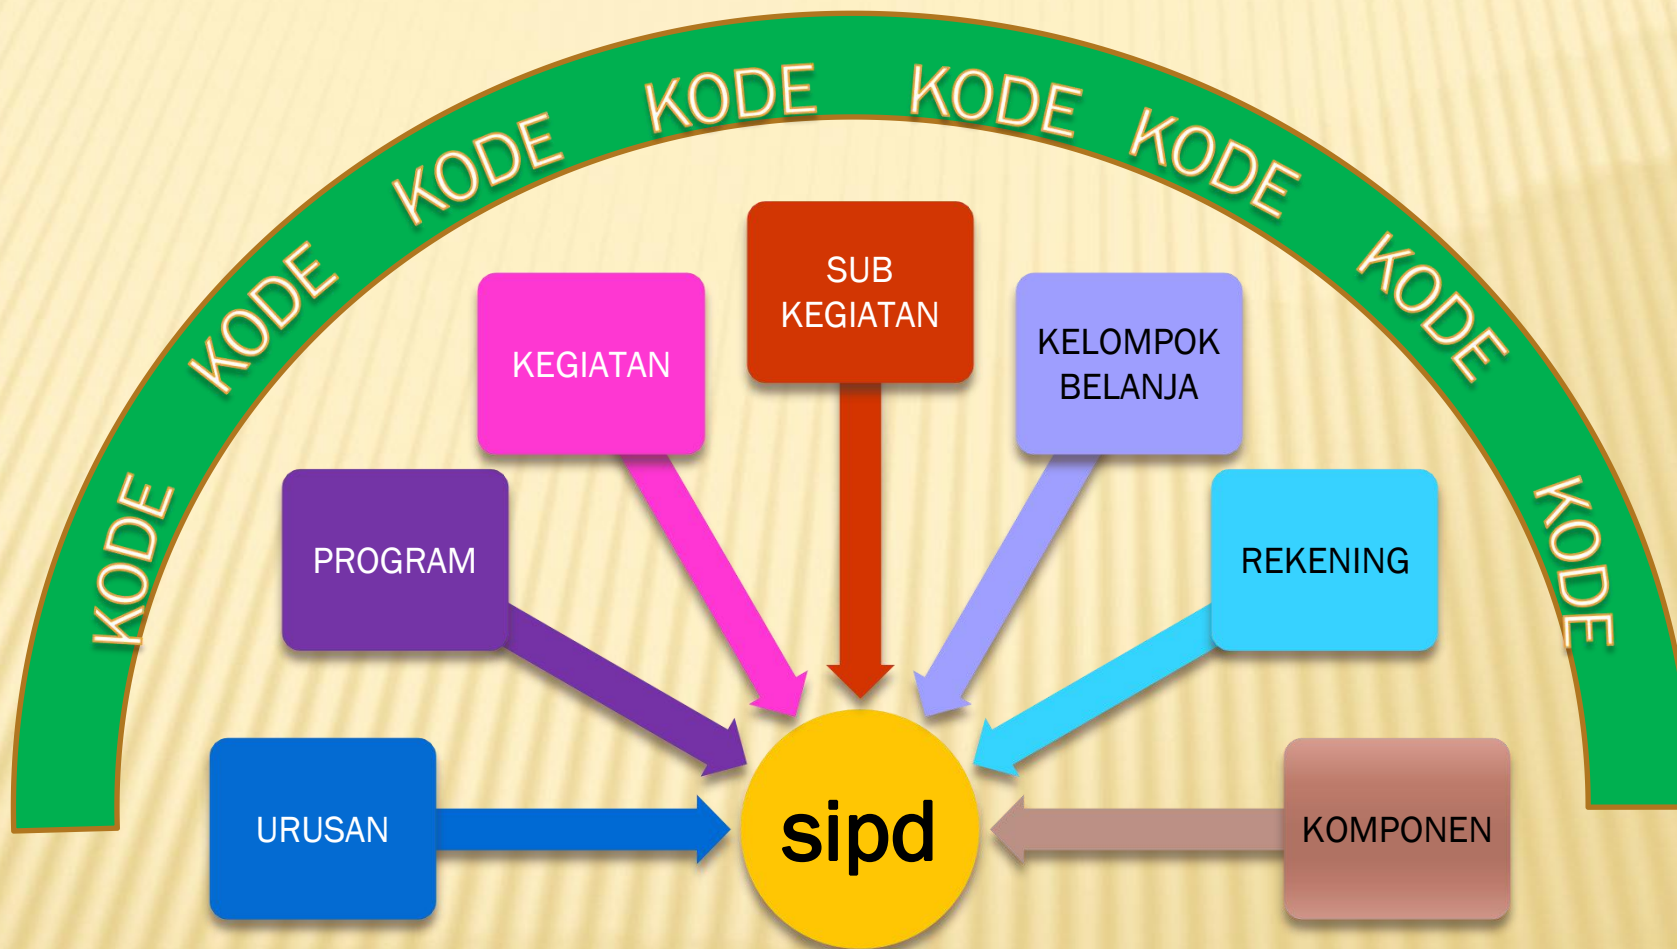 KODE
KODE
KODE
KODE
KODE
KODE
KODE
KODE
SUB
KEGIATAN
KEGIATAN
KELOMPOK
BELANJA
PROGRAM
REKENING
URUSAN
sipd
KOMPONEN